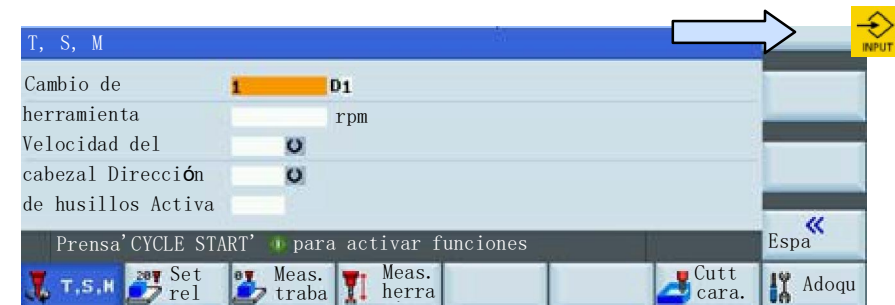 T, S, M
INPUT
Cambio de
1 D1
herramienta
rpm
Velocidad del
cabezal Dirección
de husillos Activa
Prensa'CYCLE START' para activar funciones
Espa
T,S,M
Set
rel
Meas.
traba
Meas.
herra
Cutt
cara.
Adoqu